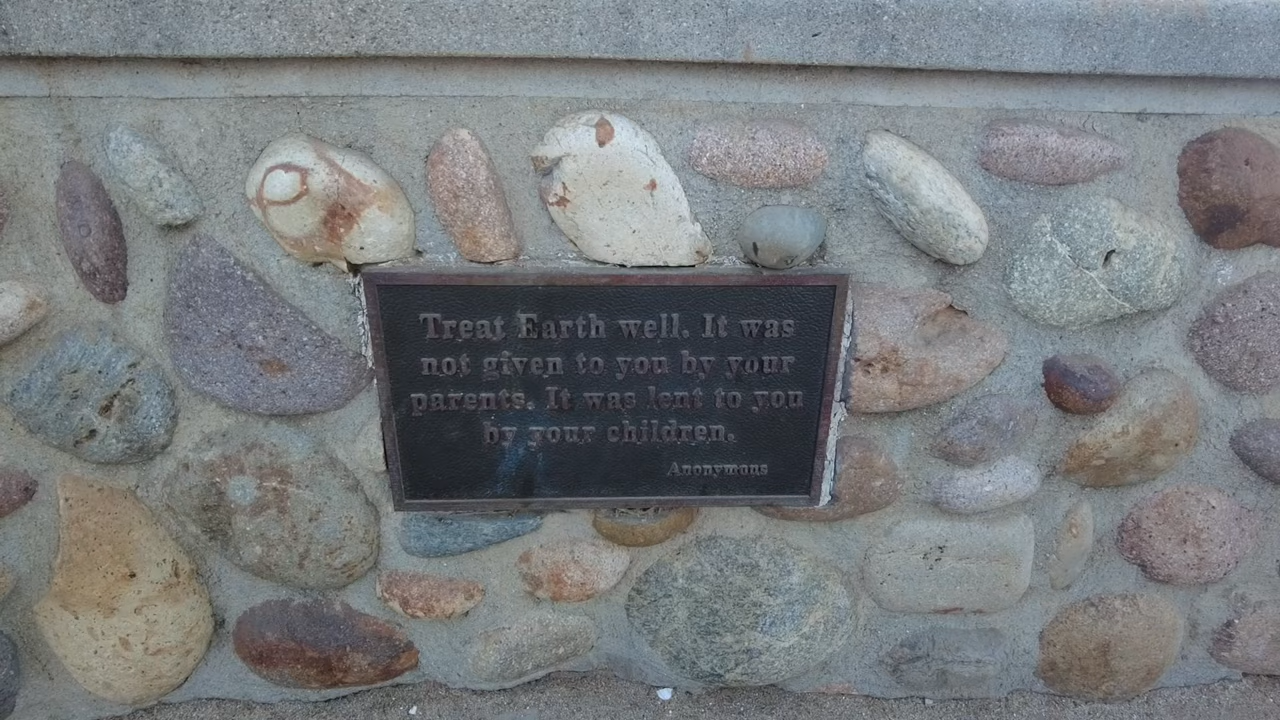 Treat Earth well. It was
not given to you by your
parents. It was lent to you
by your children.
Anonymous